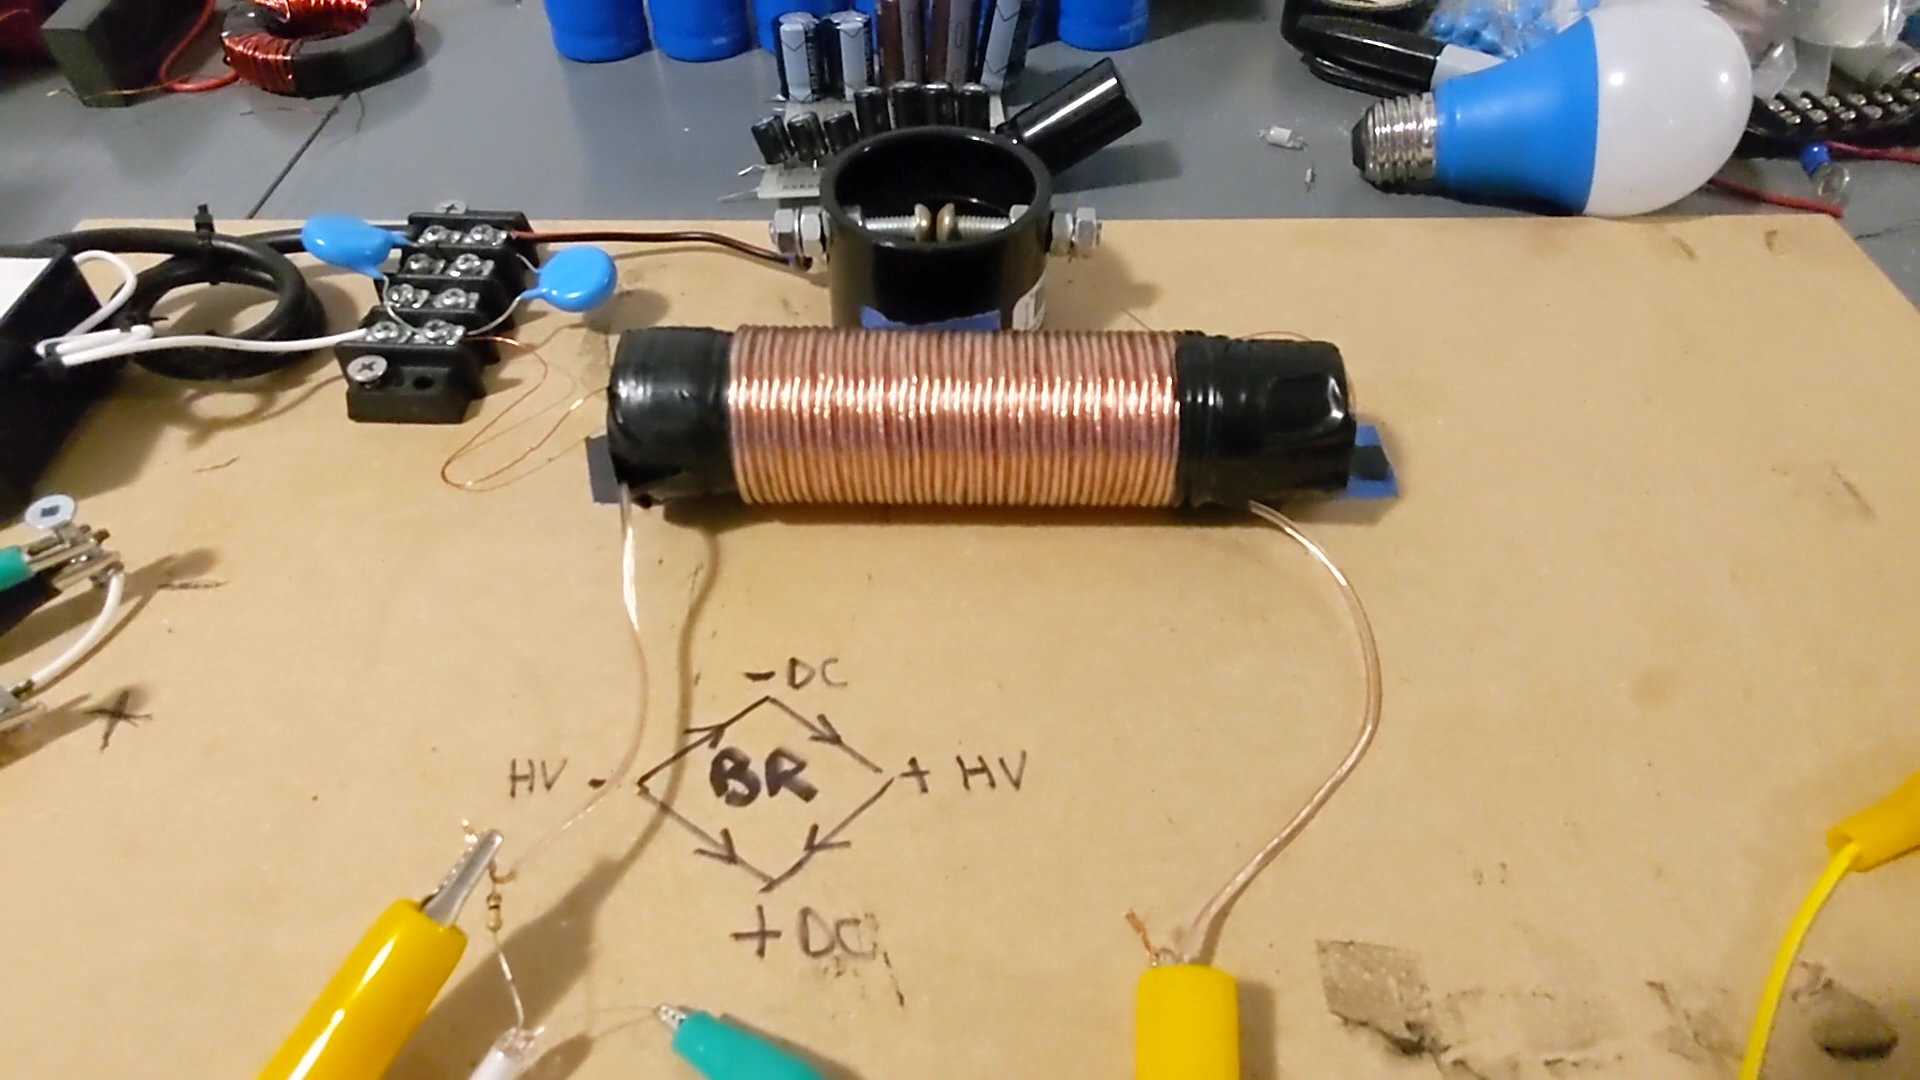 - DC
HV - BR + HV
+ DC